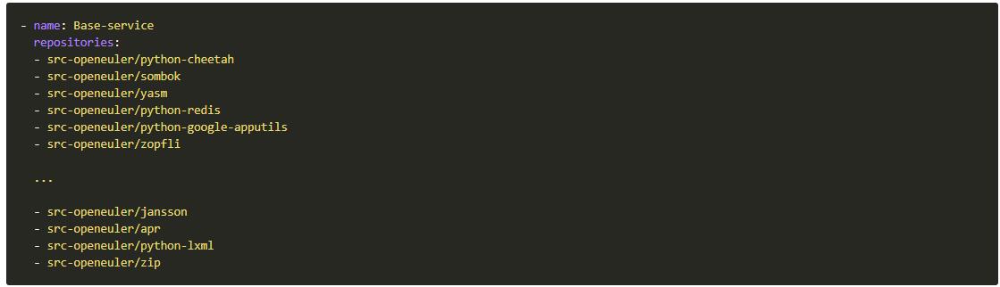 - name: Base-service
repositories:
- src-openeuler/python-cheetah
- src-openeuler/sombok
- src-openeuler/yasm
- src-openeuler/python-redis
- src-openeuler/python-google-apputils
- src-openeuler/zopfli
...
- src-openeuler/jansson
- src-openeuler/apr
- src-openeuler/python-lxml
- src-openeuler/zip